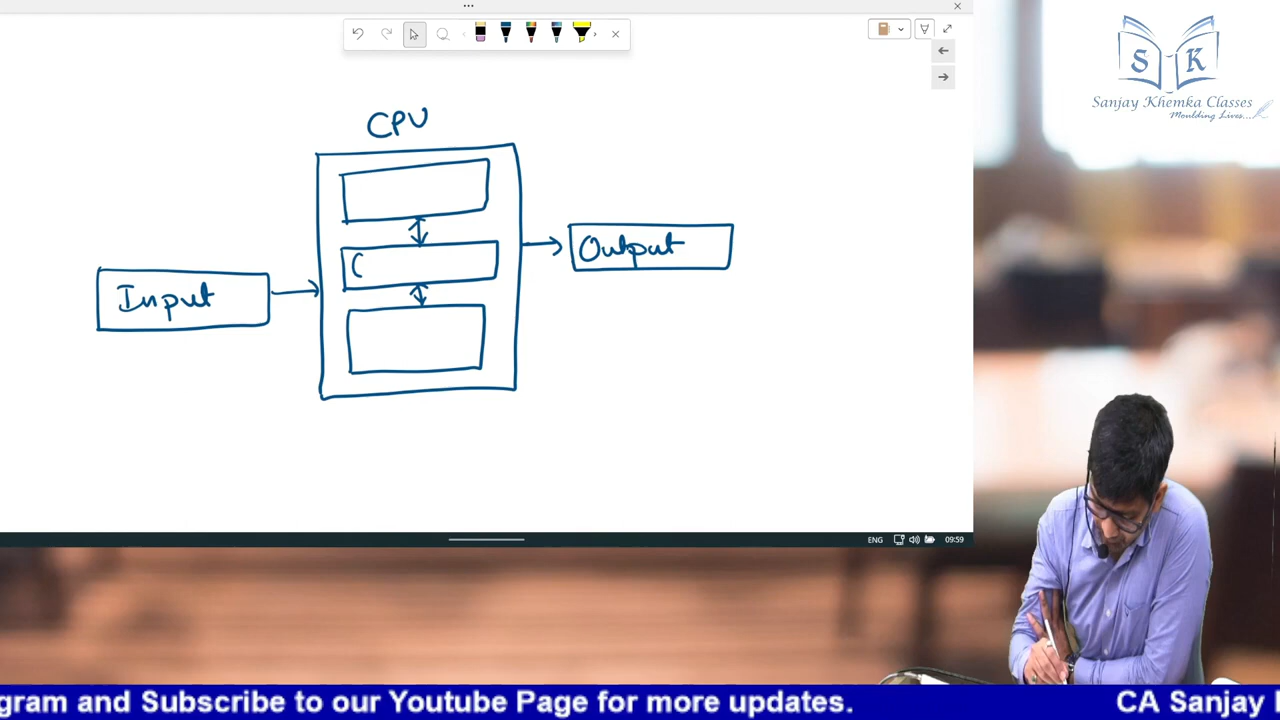 S K
Sanjay Khemka Classes
Moulding Lives...
CPU
C
Input
Output
ENG
09:59
gram and Subscribe to our Youtube Page for more updates.
CA Sanjay